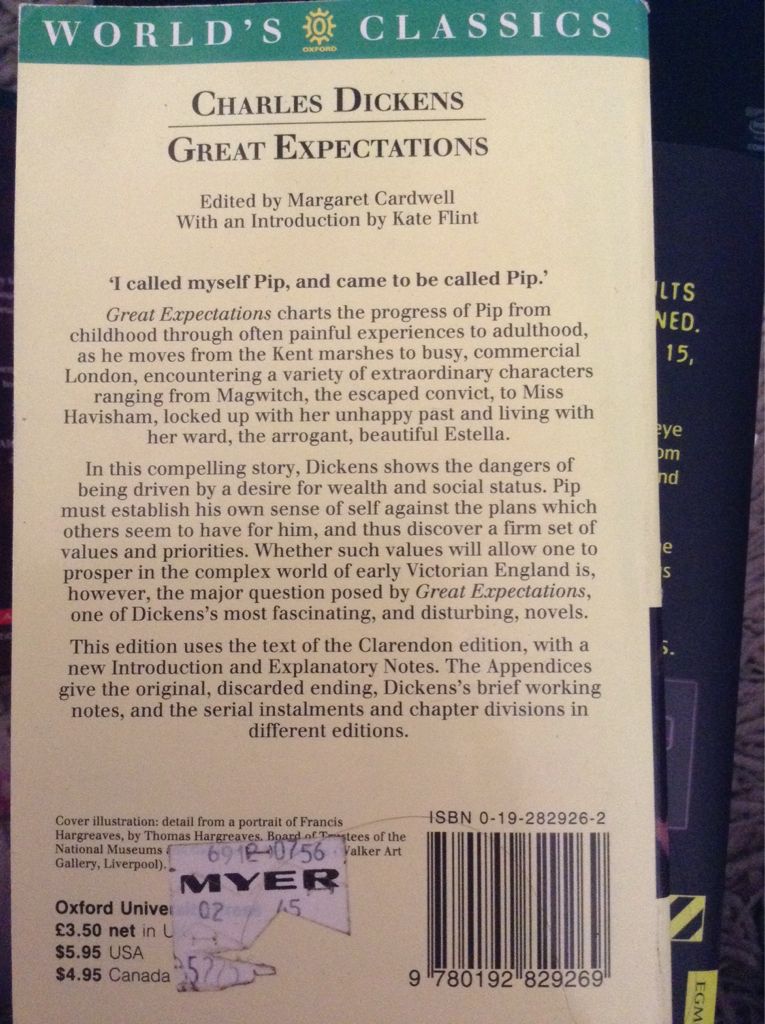 WORLD'S OXFORD CLASSICS
CHARLES DICKENS
GREAT EXPECTATIONS
Edited by Margaret Cardwell
With an Introduction by Kate Flint
'I called myself Pip, and came to be called Pip.'
Great Expectations charts the progress of Pip from
childhood through often painful experiences to adulthood,
as he moves from the Kent marshes to busy, commercial
London, encountering a variety of extraordinary characters
ranging from Magwitch, the escaped convict, to Miss
Havisham, locked up with her unhappy past and living with
her ward, the arrogant, beautiful Estella.
In this compelling story, Dickens shows the dangers of
being driven by a desire for wealth and social status. Pip
must establish his own sense of self against the plans which
others seem to have for him, and thus discover a firm set of
values and priorities. Whether such values will allow one to
prosper in the complex world of early Victorian England is,
however, the major question posed by Great Expectations,
one of Dickens's most fascinating, and disturbing, novels.
This edition uses the text of the Clarendon edition, with a
new Introduction and Explanatory Notes. The Appendices
give the original, discarded ending, Dickens's brief working
notes, and the serial instalments and chapter divisions in
different editions.
Cover illustration: detail from a portrait of Francis
Hargreaves, by Thomas Hargreaves. Board of Trustees of the
National Museums Walker Art
Gallery, Liverpool).
MYER
02
Oxford
£3.50 net in
$5.95 USA
$4.95 Canada
ISBN 0-19-282926-2
9 780192 829269
15,
EGM